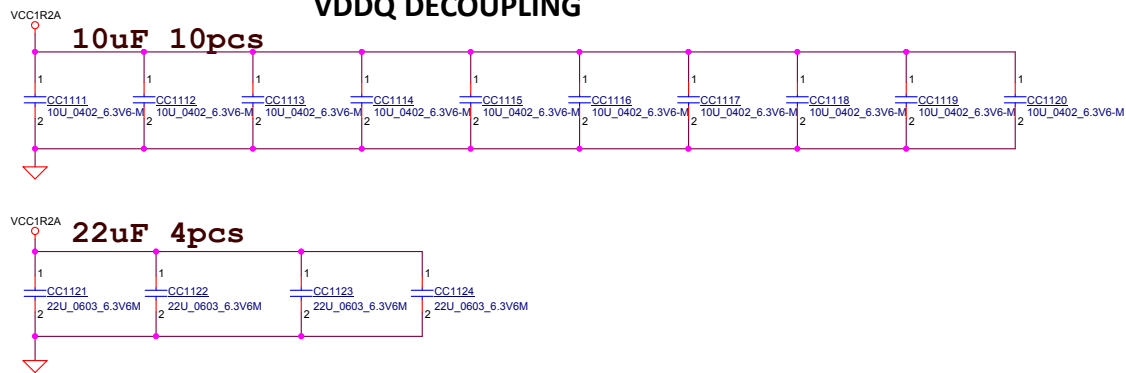 VDDQ DECOUPLING
VCC1R2A
10uF 10pcs
1 1 1 1 1 1 1 1 1 1
CC1111 CC1112 CC1113 CC1114 CC1115 CC1116 CC1117 CC1118 CC1119 CC1120
10U_0402_6.3V6-M 10U_0402_6.3V6-M 10U_0402_6.3V6-M 10U_0402_6.3V6-M 10U_0402_6.3V6-M 10U_0402_6.3V6-M 10U_0402_6.3V6-M 10U_0402_6.3V6-M 10U_0402_6.3V6-M 10U_0402_6.3V6-M
2 2 2 2 2 2 2 2 2 2
VCC1R2A
22uF 4pcs
1 1 1 1
CC1121 CC1122 CC1123 CC1124
22U_0603_6.3V6M 22U_0603_6.3V6M 22U_0603_6.3V6M 22U_0603_6.3V6M
2 2 2 2